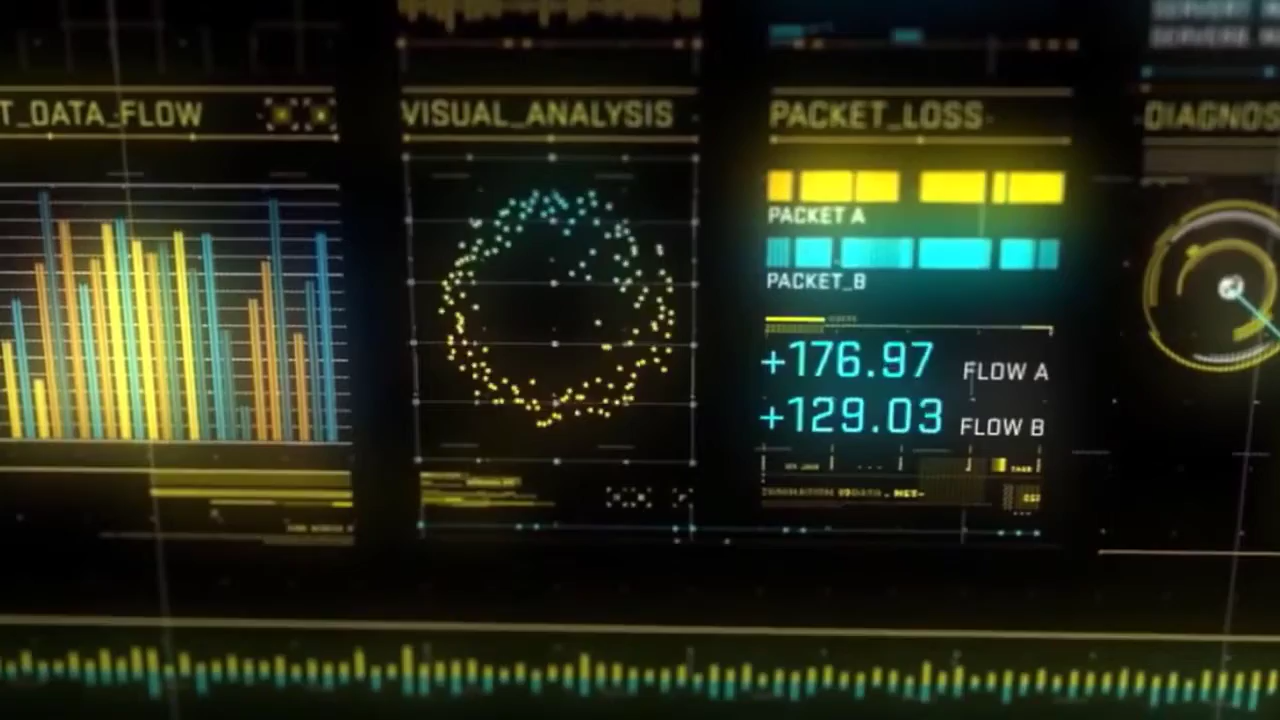 T_DATA_FLOW
VISUAL_ANALYSIS
PACKET_LOSS
DIAGNOS
PACKET A
PACKET_B
+176.97 FLOW A
+129.03 FLOW B